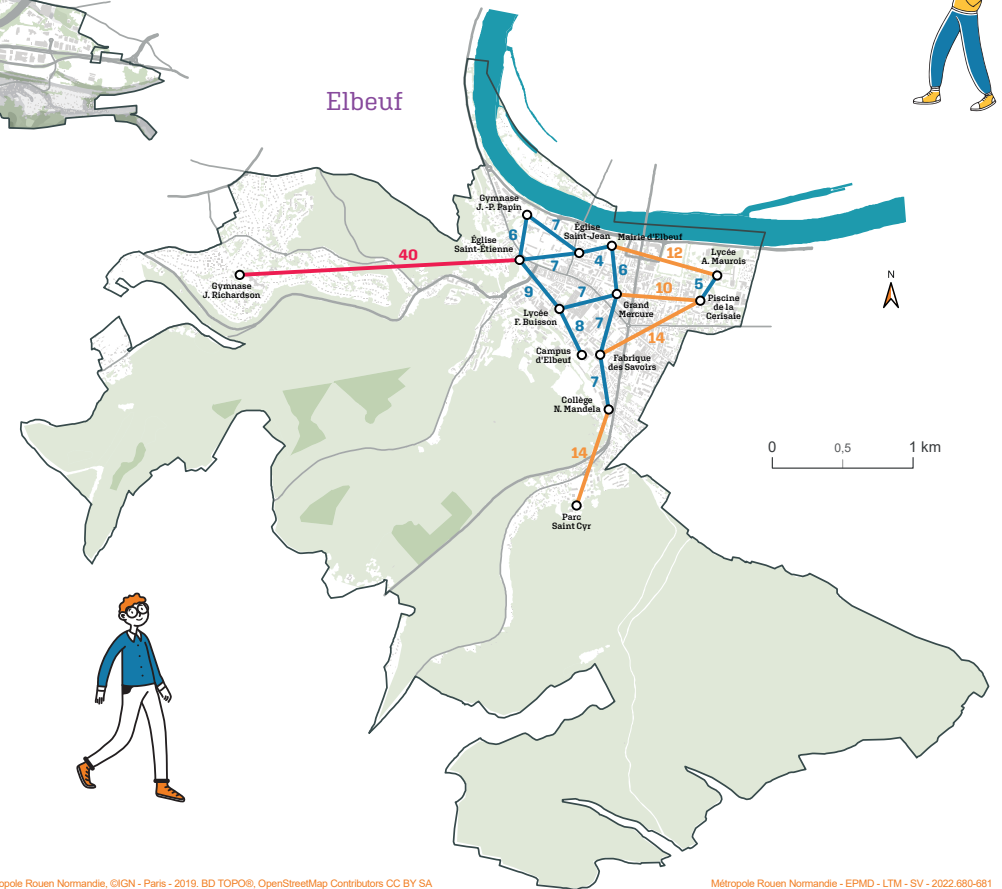 Elbeuf
Gymnase
J. -P. Papin
7
Église
Saint-Jean
Mairie d'Elbeuf
6
Église
Saint-Étienne
7
4
12
Lycée
A. Maurois
40
6
Gymnase
J. Richardson
9
7
10
5
Piscine
de la
Cerisaie
N
Lycée
F. Buisson
Grand
Mercure
8
7
14
Campus
d'Elbeuf
Fabrique
des Savoirs
7
Collège
N. Mandela
14
0
0,5
1 km
Parc
Saint Cyr
opole Rouen Normandie, ©IGN - Paris - 2019. BD TOPO®, OpenStreetMap Contributors CC BY SA
Métropole Rouen Normandie - EPMD - LTM - SV - 2022.680-681